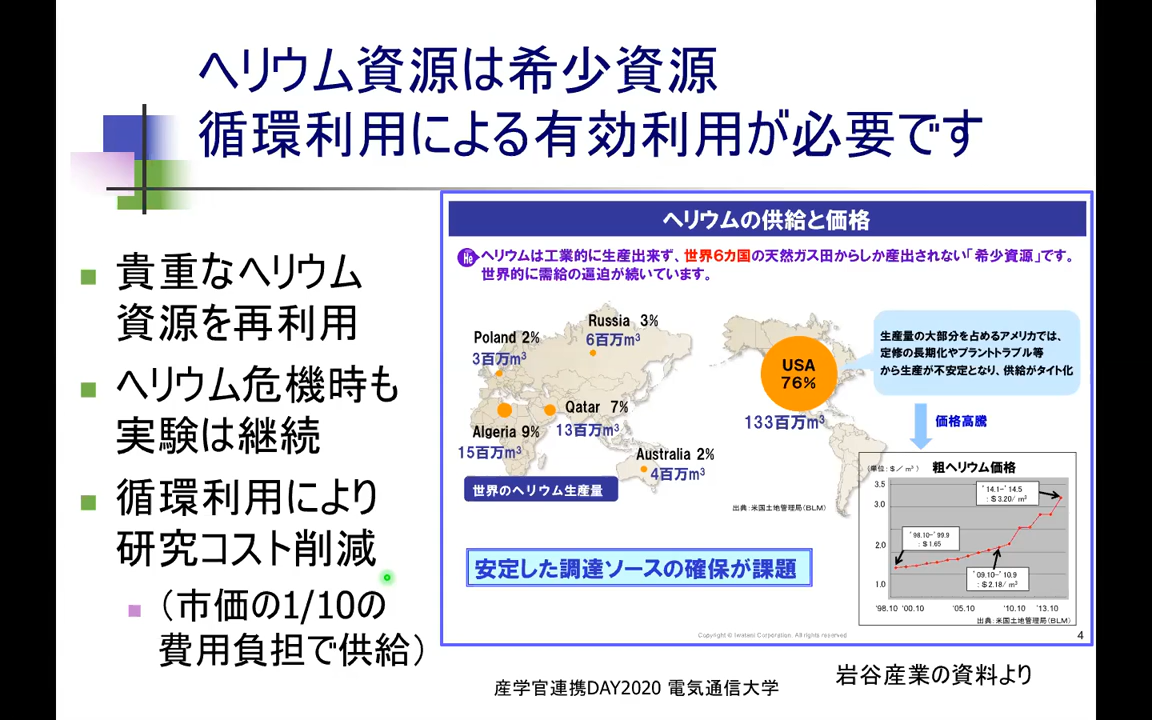 ヘリウム資源は希少資源
循環利用による有効利用が必要です
貴重なヘリウム
資源を再利用
ヘリウム危機時も
実験は継続
循環利用により
研究コスト削減
（市価の1/10の
費用負担で供給）
ヘリウムの供給と価格
He ヘリウムは工業的に生産出来ず、世界6カ国の天然ガス田からしか産出されない「希少資源」です。
世界的に需給の逼迫が続いています。
Russia 3%
6百万m³
Poland 2%
3百万m³
USA
76%
133百万m³
Qatar 7%
13百万m³
Algeria 9%
15百万m³
Australia 2%
4百万m³
世界のヘリウム生産量
出典：米国土地管理局（BLM）
生産量の大部分を占めるアメリカでは、
定修の長期化やプラントトラブル等
から生産が不安定となり、供給がタイト化
価格高騰
（単位：$／m³） 粗ヘリウム価格
3.5
3.0
2.0
1.0
'14.1-'14.5
：$3.20/m³
'98.10-'99.9
：$1.65
'09.10-'10.9
：$2.18/m³
'98.10 '00.10 '05.10 '10.10 '13.10
出典：米国土地管理局（BLM）
安定した調達ソースの確保が課題
Copyright © Iwatani Corporation. All rights reserved
4
岩谷産業の資料より
産学官連携DAY2020 電気通信大学